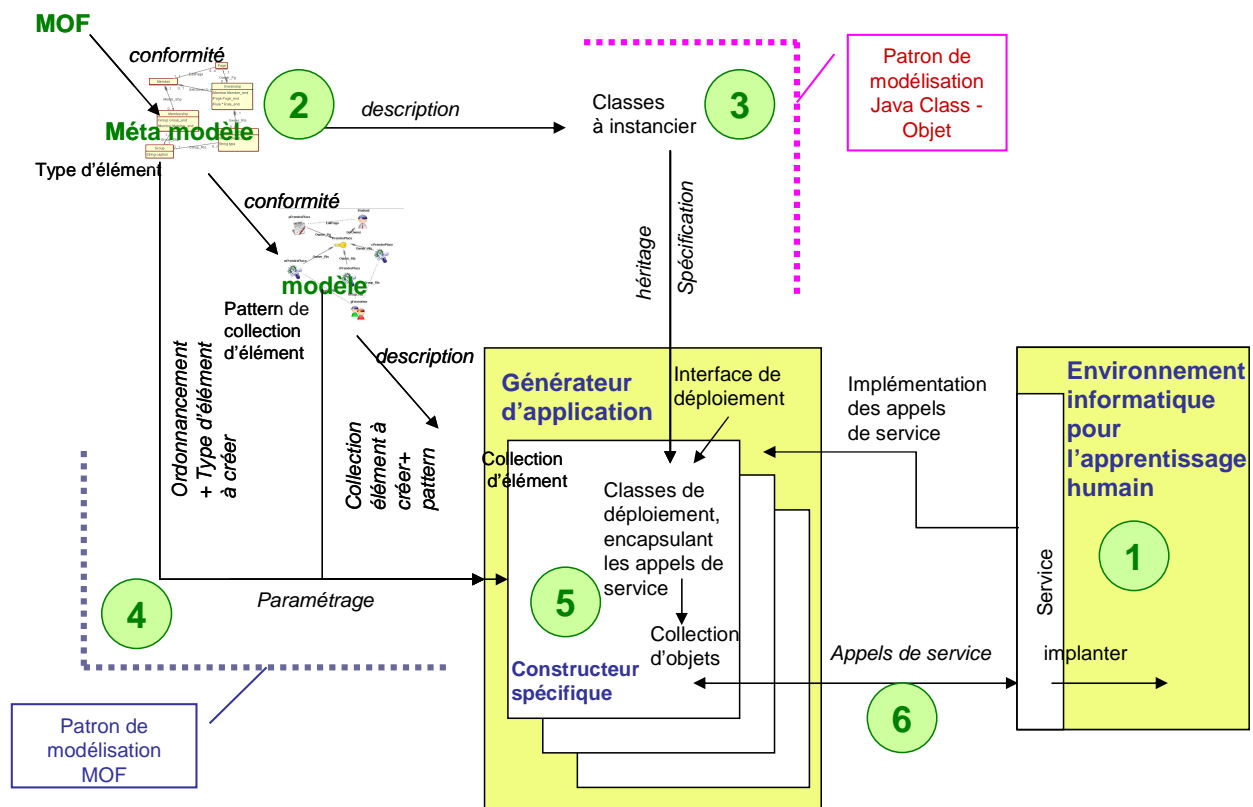 MOF
conformité
2
description
Méta modèle
Type d'élément
conformité
modèle
Pattern de
collection
d'élément
description
Classes
à instancier
3
Patron de
modélisation
Java Class -
Objet
héritage
Spécification
Ordonnancement
+ Type d'élément
à créer
Collection
élément à
créer+
pattern
4
Paramétrage
Patron de
modélisation
MOF
Générateur
d'application
Interface de
déploiement
Collection
d'élément
Classes de
déploiement,
encapsulant
les appels de
service
5
Collection
d'objets
Constructeur
spécifique
Implémentation
des appels
de service
Appels de service
6
Environnement
informatique
pour
l'apprentissage
humain
1
Service
implanter